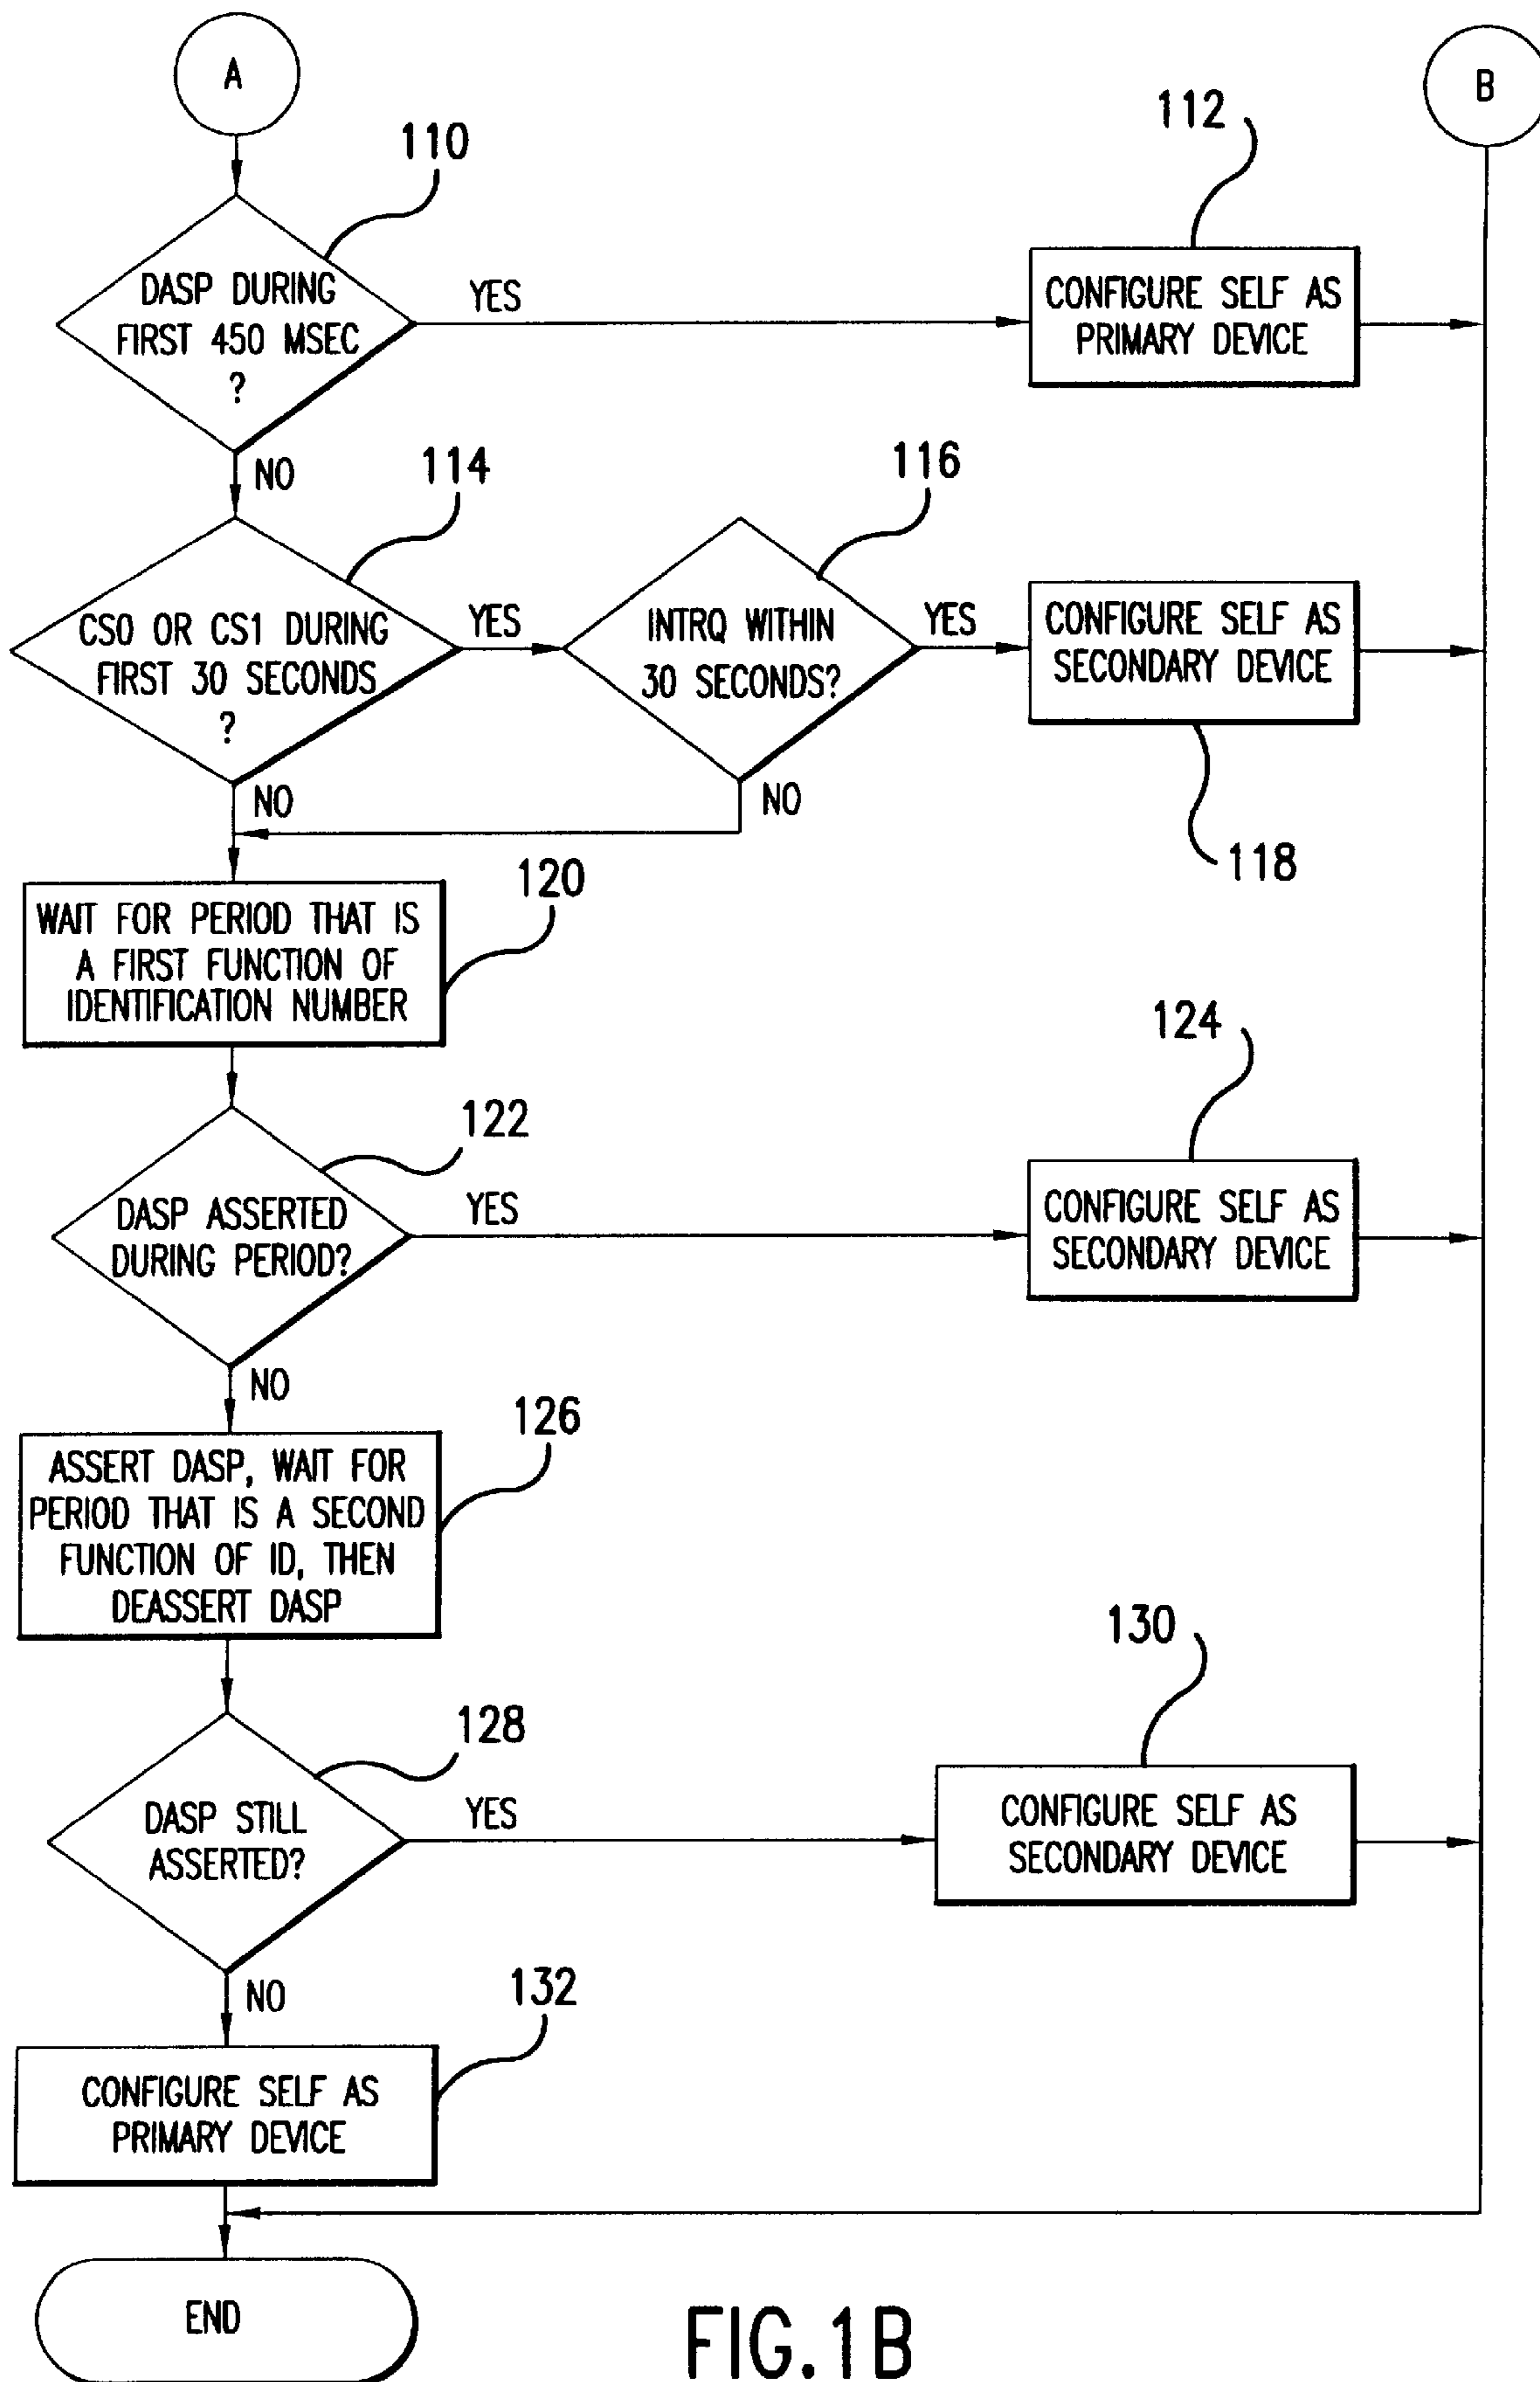 A
B
110
112
DASP DURING
FIRST 450 MSEC
?
YES
CONFIGURE SELF AS
PRIMARY DEVICE
NO
114
116
CS0 OR CS1 DURING
FIRST 30 SECONDS
?
YES
INTRQ WITHIN
30 SECONDS?
YES
CONFIGURE SELF AS
SECONDARY DEVICE
NO
NO
118
120
WAIT FOR PERIOD THAT IS
A FIRST FUNCTION OF
IDENTIFICATION NUMBER
122
124
DASP ASSERTED
DURING PERIOD?
YES
CONFIGURE SELF AS
SECONDARY DEVICE
NO
126
ASSERT DASP, WAIT FOR
PERIOD THAT IS A SECOND
FUNCTION OF ID, THEN
DEASSERT DASP
128
130
DASP STILL
ASSERTED?
YES
CONFIGURE SELF AS
SECONDARY DEVICE
NO
132
CONFIGURE SELF AS
PRIMARY DEVICE
END
FIG.1B